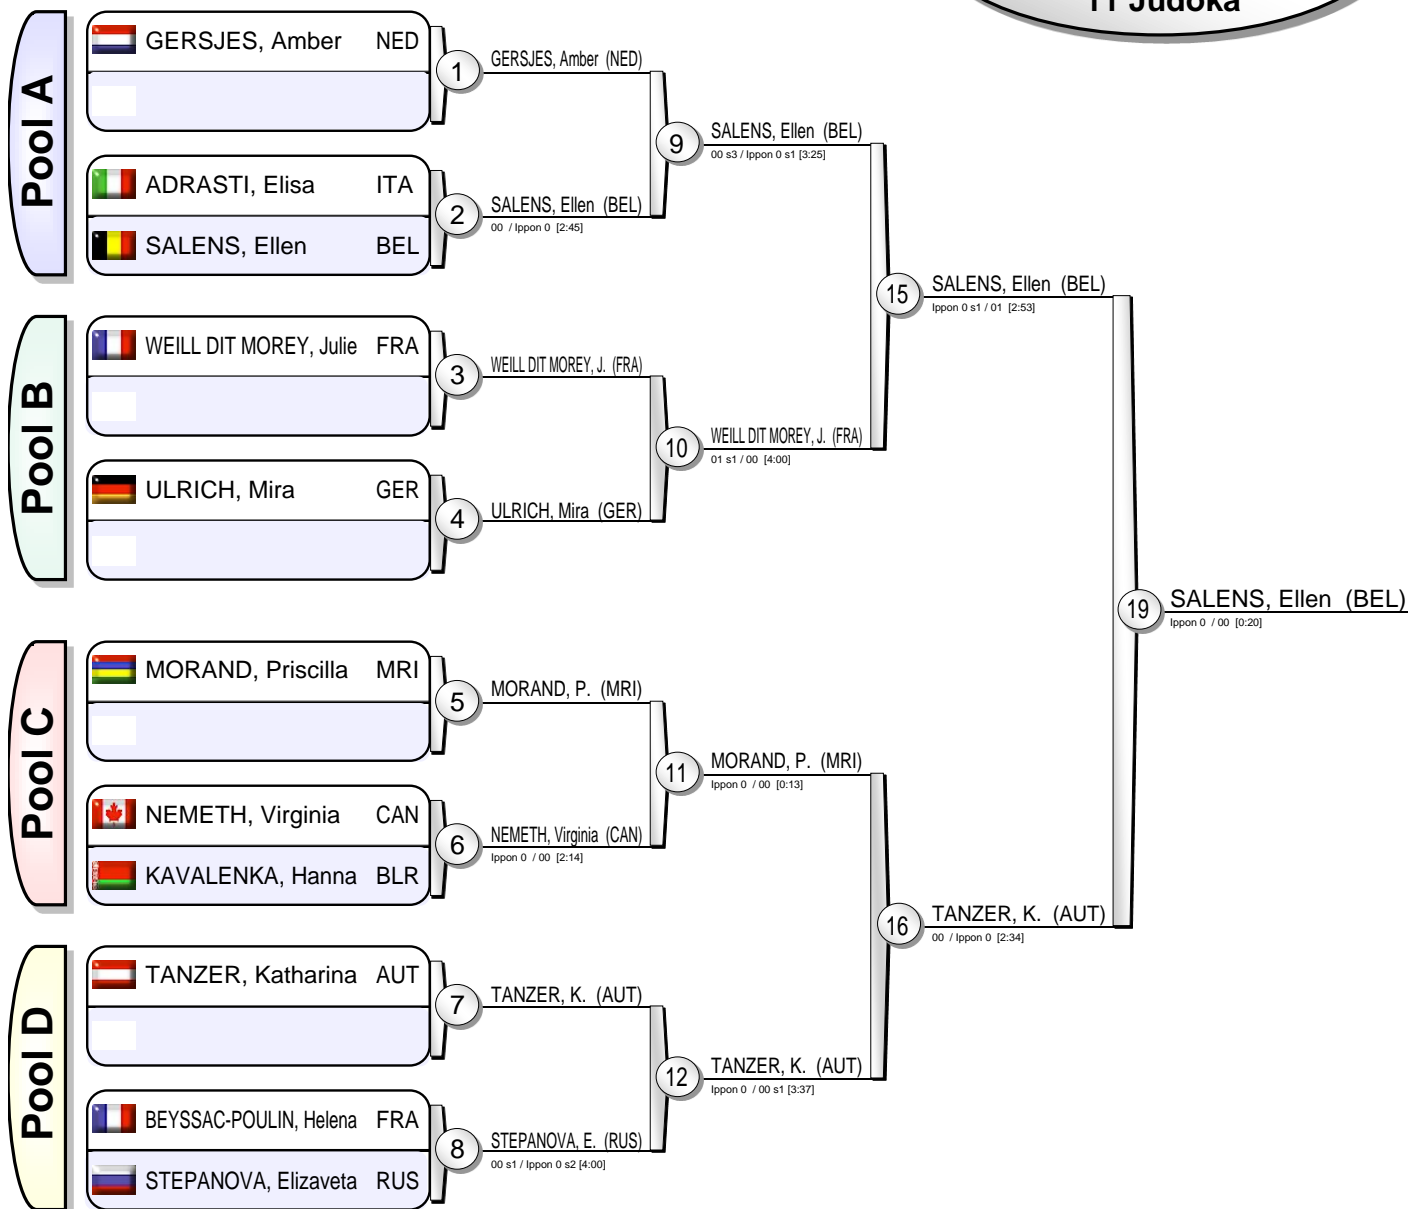 11 Judoka
Pool A
GERSJES, Amber NED
1
GERSJES, Amber (NED)
ADRASTI, Elisa ITA
SALENS, Ellen BEL
2
SALENS, Ellen (BEL)
00 / Ippon 0 [2:45]
9
SALENS, Ellen (BEL)
00 s3 / Ippon 0 s1 [3:25]
Pool B
WEILL DIT MOREY, Julie FRA
3
WEILL DIT MOREY, J. (FRA)
ULRICH, Mira GER
4
ULRICH, Mira (GER)
10
WEILL DIT MOREY, J. (FRA)
01 s1 / 00 [4:00]
15
SALENS, Ellen (BEL)
Ippon 0 s1 / 01 [2:53]
Pool C
MORAND, Priscilla MRI
5
MORAND, P. (MRI)
NEMETH, Virginia CAN
KAVALENKA, Hanna BLR
6
NEMETH, Virginia (CAN)
Ippon 0 / 00 [2:14]
11
MORAND, P. (MRI)
Ippon 0 / 00 [0:13]
Pool D
TANZER, Katharina AUT
7
TANZER, K. (AUT)
BEYSSAC-POULIN, Helena FRA
STEPANOVA, Elizaveta RUS
8
STEPANOVA, E. (RUS)
00 s1 / Ippon 0 s2 [4:00]
12
TANZER, K. (AUT)
Ippon 0 / 00 s1 [3:37]
16
TANZER, K. (AUT)
00 / Ippon 0 [2:34]
19
SALENS, Ellen (BEL)
Ippon 0 / 00 [0:20]